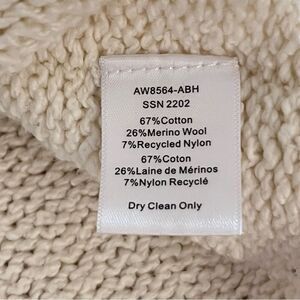 AW8564-ABH
SSN 2202
67%Cotton
26%Merino Wool
7%Recycled Nylon
67%Coton
26%Laine de Mérinos
7%Nylon Recyclé
Dry Clean Only